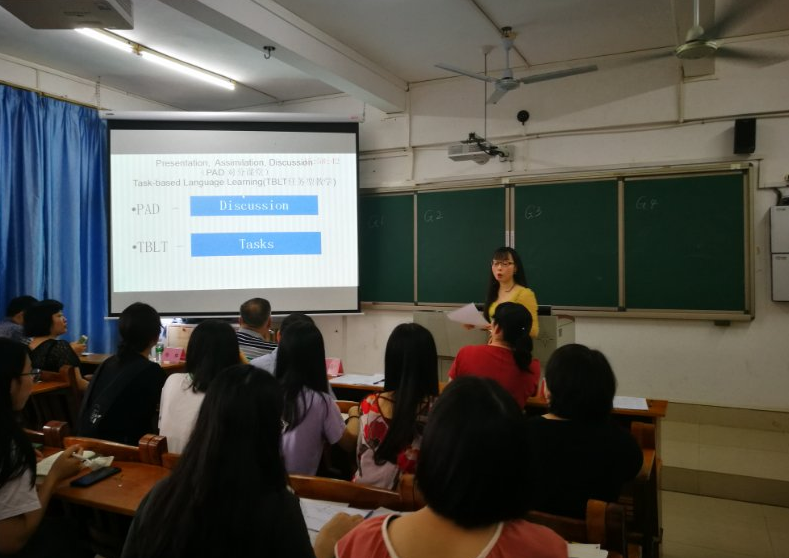 Presentation, Assimilation, Discussion
(PAD 对分课堂)
Task-based Language Learning(TBLT任务型教学)
•PAD - Discussion
•TBLT - Tasks
G1 G2 G3 G4